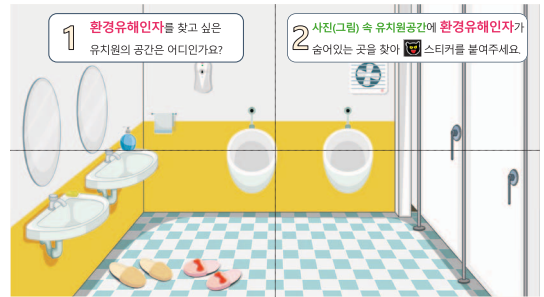 1
환경유해인자를 찾고 싶은
유치원의 공간은 어디인가요?
2
사진(그림) 속 유치원공간에 환경유해인자가
숨어있는 곳을 찾아 스티커를 붙여주세요.